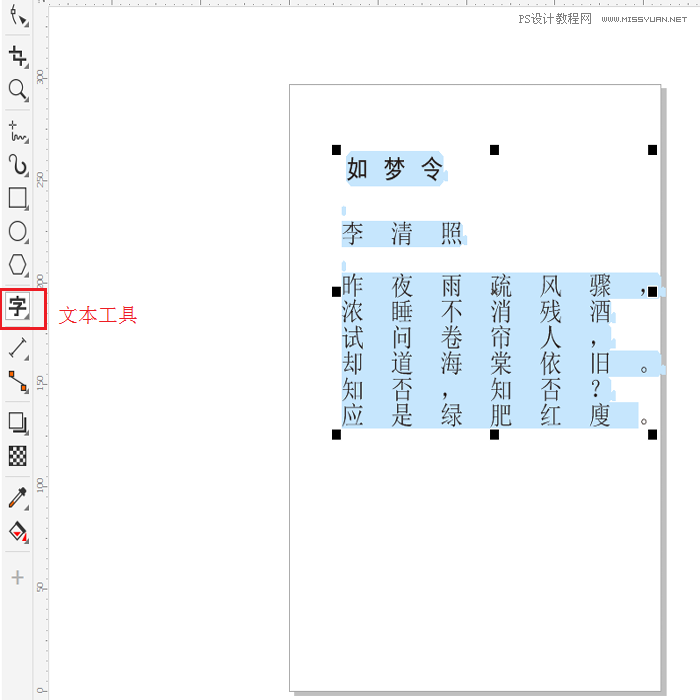 PS设计教程网 WWW.MISSYUAN.NET
300
250
200
150
100
50
0
字 文本工具
如梦令
李清照
昨夜雨疏风骤，
浓睡不消残酒
试问卷帘人，
却道海棠依旧。
知否，知否？
应是绿肥红廋。